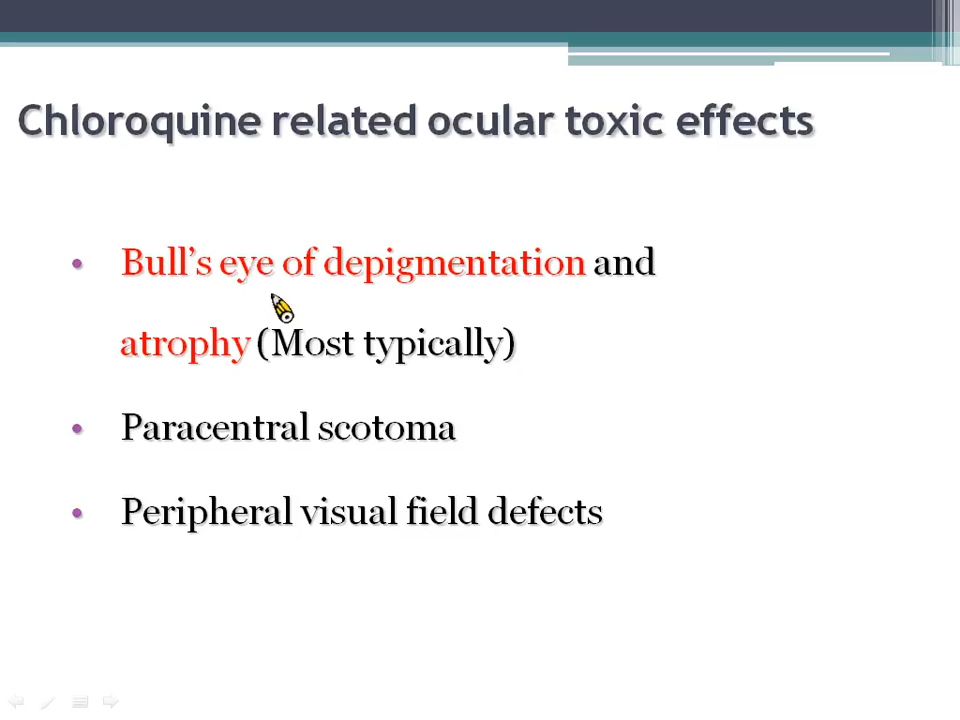 Chloroquine related ocular toxic effects
• Bull's eye of depigmentation and
atrophy (Most typically)
• Paracentral scotoma
• Peripheral visual field defects